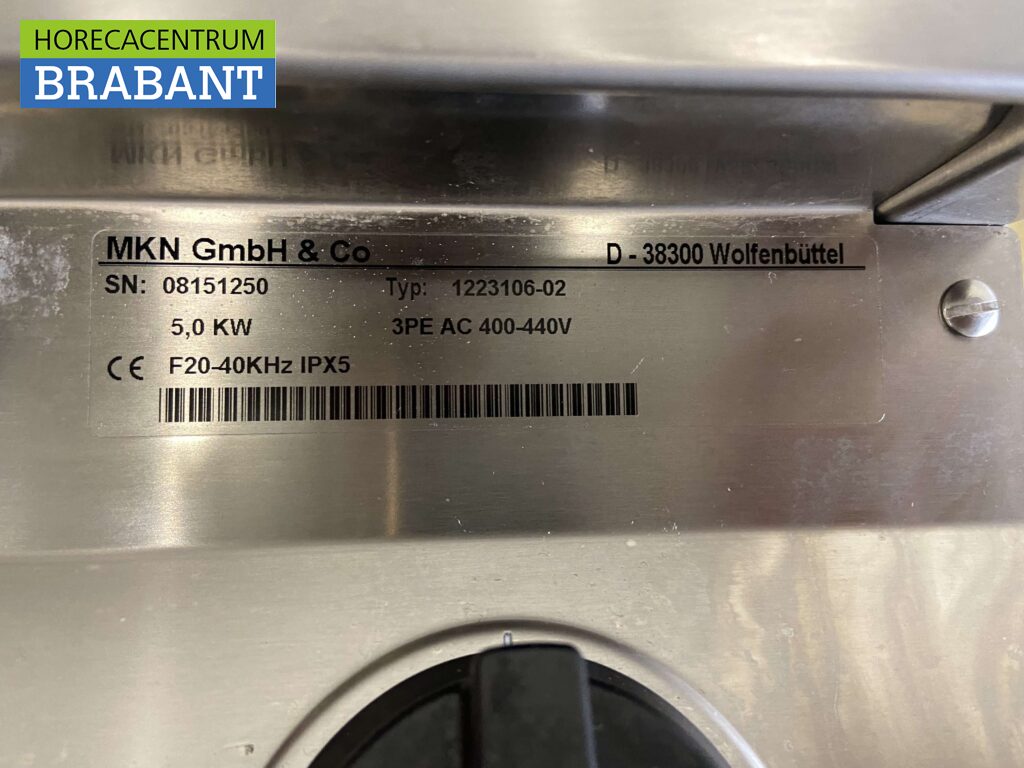 HORECACENTRUM
BRABANT
MKN GmbH & Co D - 38300 Wolfenbüttel
SN: 08151250 Typ: 1223106-02
5,0 KW 3PE AC 400-440V
CE F20-40KHz IPX5